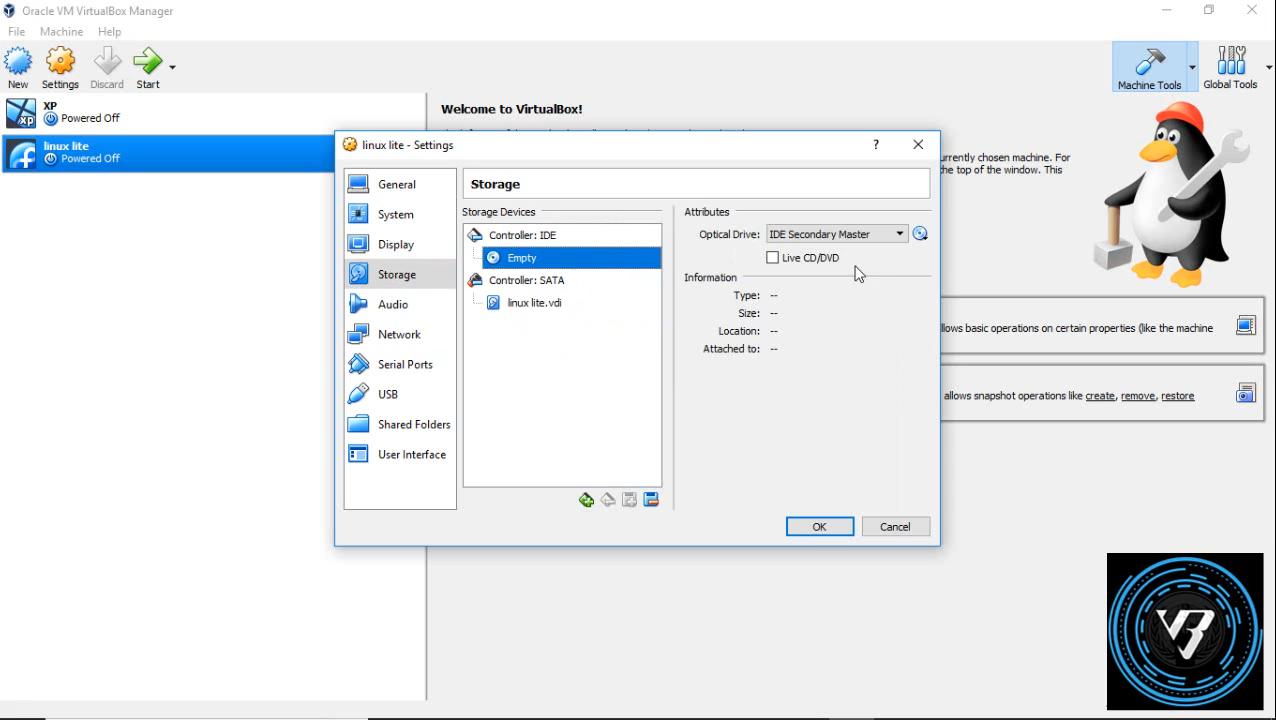 Oracle VM VirtualBox Manager
File Machine Help
New Settings Discard Start
Machine Tools Global Tools
XP
Powered Off
linux lite
Powered Off
Welcome to VirtualBox!
urrently chosen machine. For
the top of the window. This
llows basic operations on certain properties (like the machine
allows snapshot operations like create, remove, restore
linux lite - Settings
?
General
System
Display
Storage
Audio
Network
Serial Ports
USB
Shared Folders
User Interface
Storage
Storage Devices
Controller: IDE
Empty
Controller: SATA
linux lite.vdi
Attributes
Optical Drive: IDE Secondary Master
Live CD/DVD
Information
Type: --
Size: --
Location: --
Attached to: --
OK Cancel